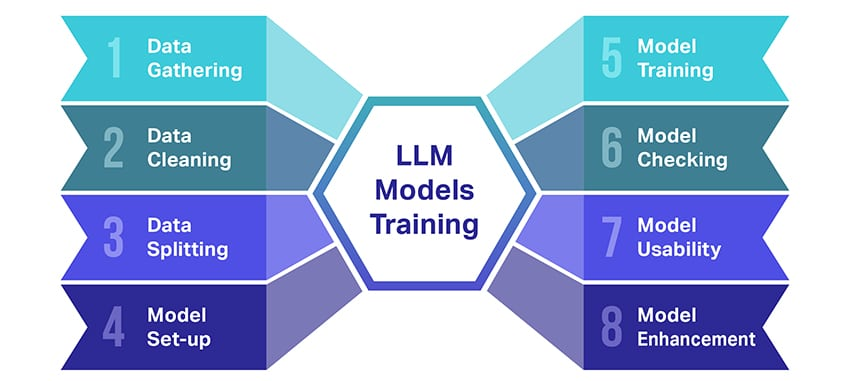 1
Data
Gathering
2
Data
Cleaning
3
Data
Splitting
4
Model
Set-up
LLM
Models
Training
5
Model
Training
6
Model
Checking
7
Model
Usability
8
Model
Enhancement